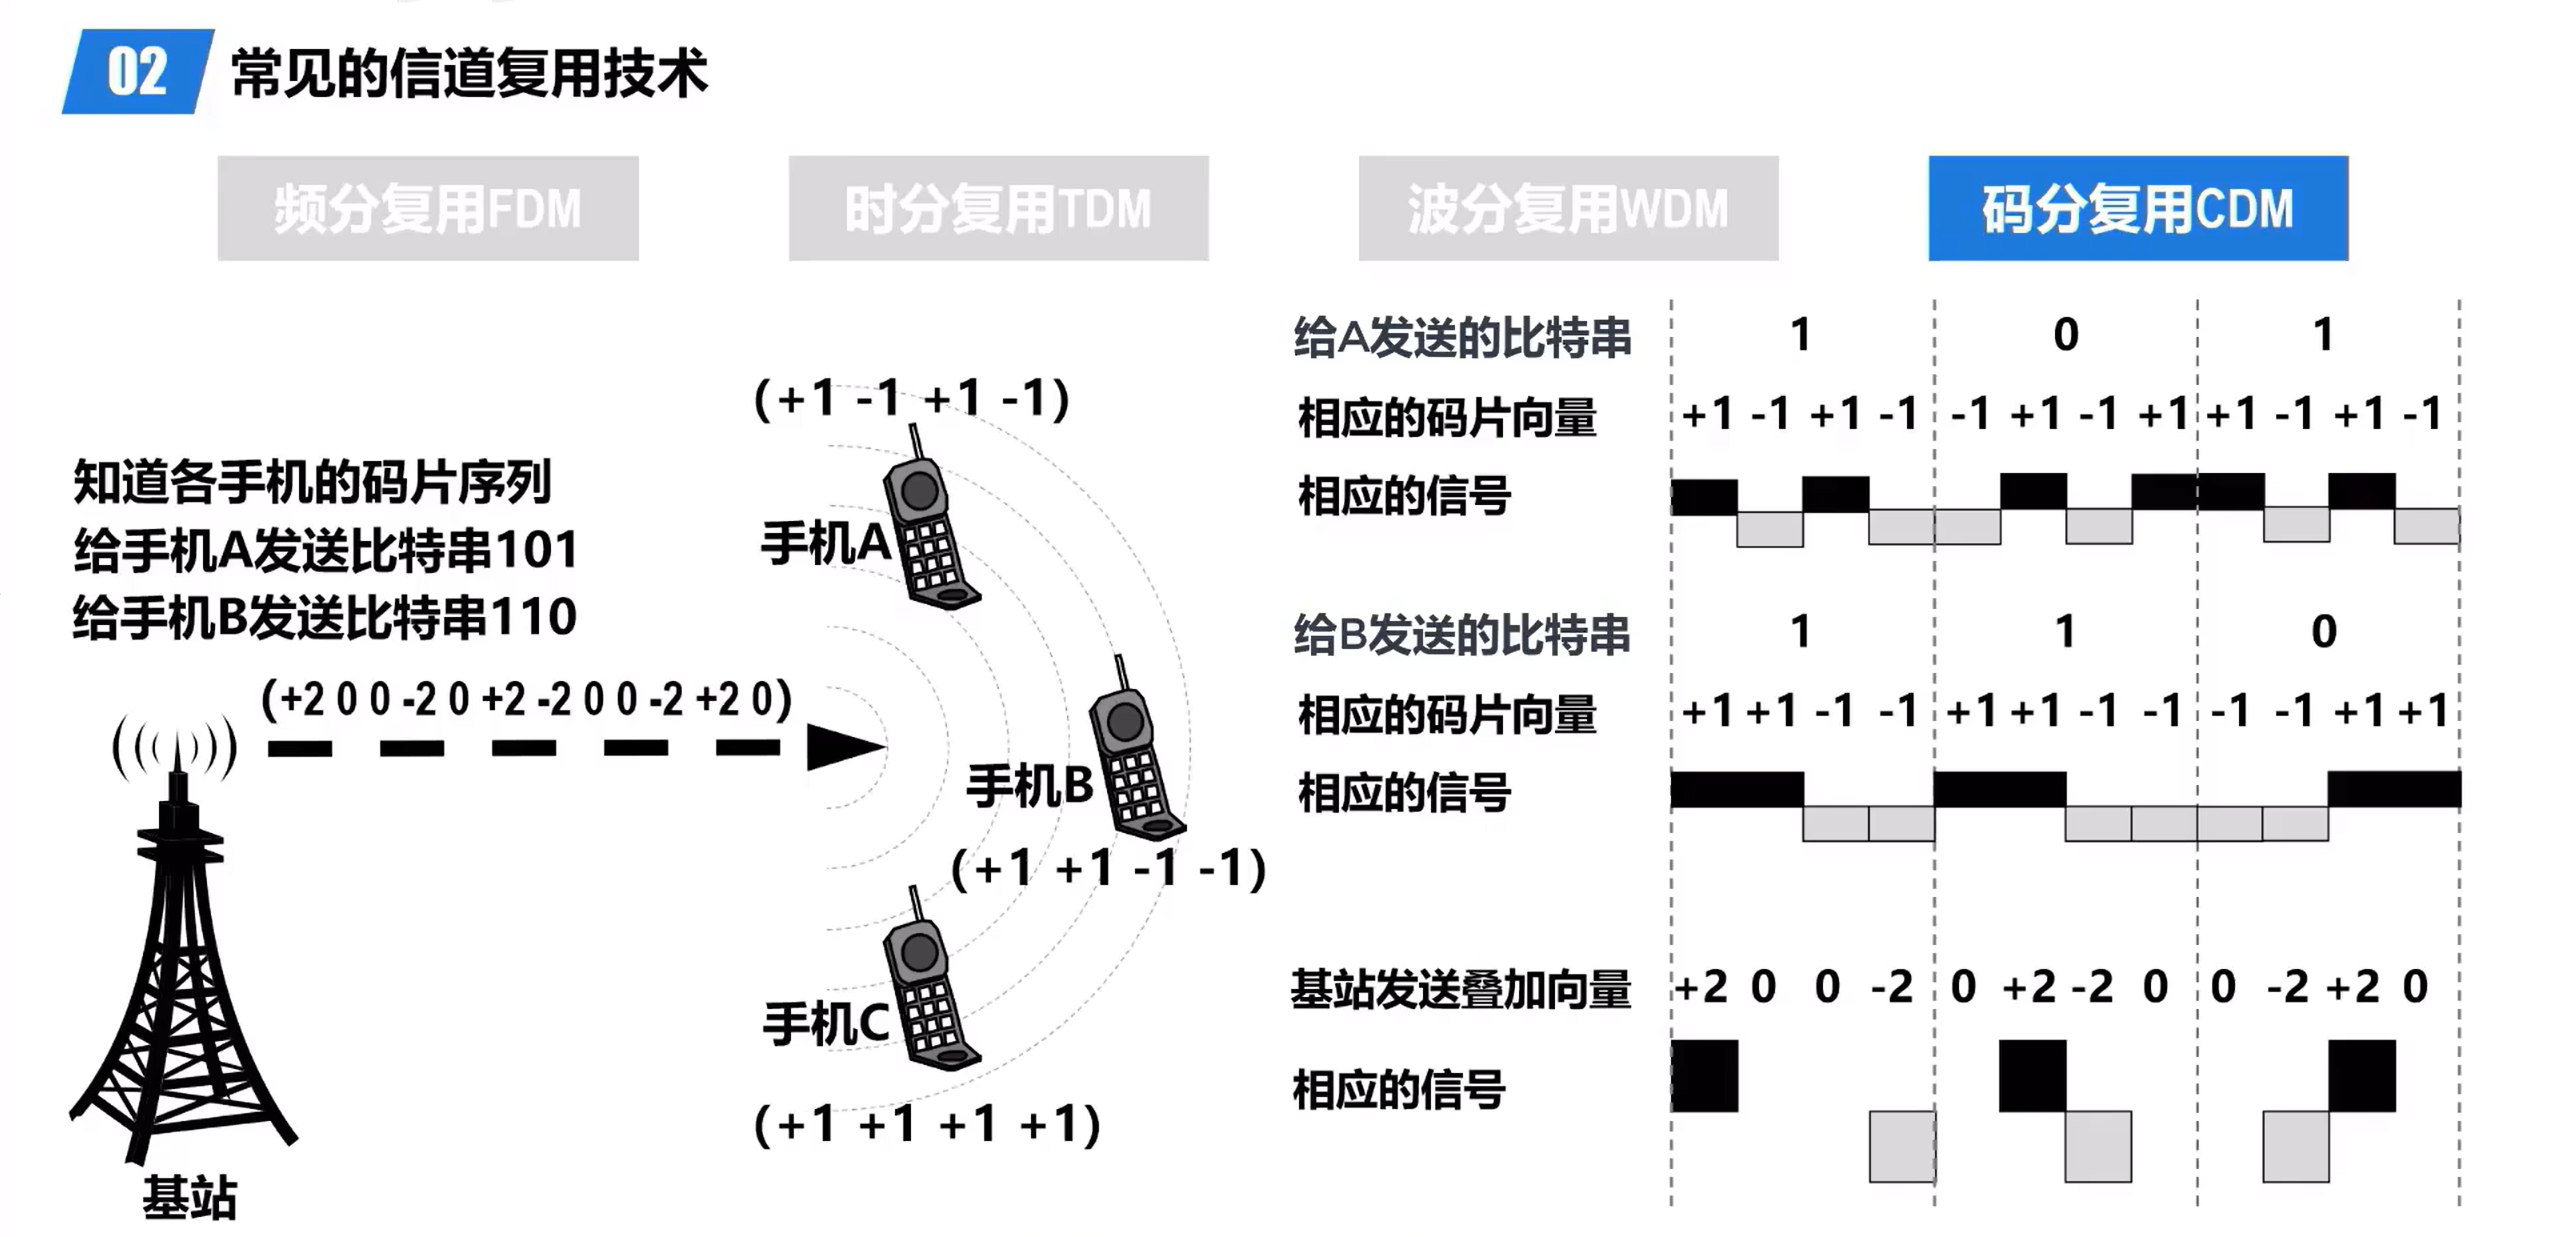 02 常见的信道复用技术
频分复用FDM 时分复用TDM 波分复用WDM 码分复用CDM
知道各手机的码片序列
给手机A发送比特串101
给手机B发送比特串110
(+2 0 0 -2 0 +2 -2 0 0 -2 +2 0)
基站
(+1 -1 +1 -1)
手机A
手机B
(+1 +1 -1 -1)
手机C
(+1 +1 +1 +1)
给A发送的比特串 1 0 1
相应的码片向量 +1 -1 +1 -1 -1 +1 -1 +1 +1 -1 +1 -1
相应的信号
给B发送的比特串 1 1 0
相应的码片向量 +1 +1 -1 -1 +1 +1 -1 -1 -1 -1 +1 +1
相应的信号
基站发送叠加向量 +2 0 0 -2 0 +2 -2 0 0 -2 +2 0
相应的信号